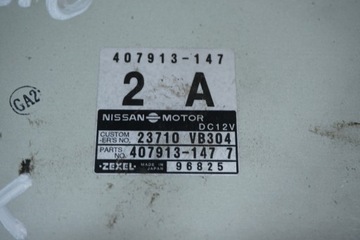 407913-147
2 A
GA2
NISSAN MOTOR
DC12V
CUSTOM
-ER'S NO. 23710 VB304
PARTS NO. 407913-147 7
ZEXEL MADE IN JAPAN 96825